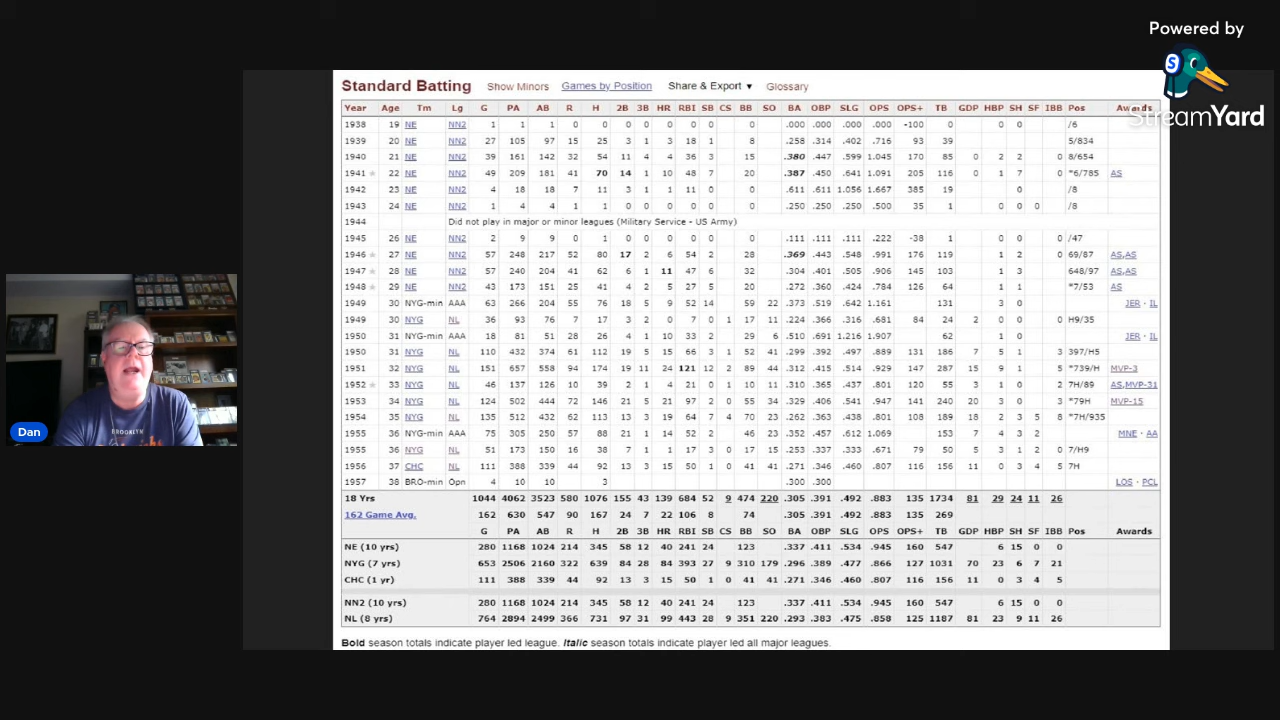 Powered by
StreamYard
Standard Batting Show Minors Games by Position Share & Export ▼ Glossary
Year Age Tm Lg G PA AB R H 2B 3B HR RBI SB CS BB SO BA OBP SLG OPS OPS+ TB GDP HBP SH SF IBB Pos Awards
1938 19 NE NN2 1 1 1 0 0 0 0 0 0 0 0 .000 .000 .000 .000 -100 0 0 0 /6
1939 20 NE NN2 27 105 97 15 25 3 1 3 18 1 8 .258 .314 .402 .716 93 39 5/834
1940 21 NE NN2 39 161 142 32 54 11 4 4 36 3 15 .380 .447 .599 1.045 170 85 0 2 2 0 8/654
1941 22 NE NN2 49 209 181 41 70 14 1 10 48 7 20 .387 .450 .641 1.091 205 116 0 1 7 0 *6/785 AS
1942 23 NE NN2 4 18 18 7 11 3 1 1 11 0 0 .611 .611 1.056 1.667 385 19 0 /8
1943 24 NE NN2 1 4 4 1 1 0 0 0 0 0 0 .250 .250 .250 .500 35 1 0 0 0 /8
1944 Did not play in major or minor leagues (Military Service - US Army)
1945 26 NE NN2 2 9 9 0 1 0 0 0 0 0 0 .111 .111 .111 .222 -38 1 0 0 0 /47
1946 27 NE NN2 57 248 217 52 80 17 2 6 54 2 28 .369 .443 .548 .991 176 119 1 2 0 69/87 AS,AS
1947 28 NE NN2 57 240 204 41 62 6 1 11 47 6 32 .304 .401 .505 .906 145 103 1 3 648/97 AS,AS
1948 29 NE NN2 43 173 151 25 41 4 2 5 27 5 20 .272 .360 .424 .784 126 64 1 1 *7/53 AS
1949 30 NYG-min AAA 63 266 204 55 76 18 5 9 52 14 59 22 .373 .519 .642 1.161 131 3 0 JER · IL
1949 30 NYG NL 36 93 76 7 17 3 2 0 7 0 1 16 11 .224 .366 .316 .681 84 24 2 0 0 0 H9/35
1950 31 NYG-min AAA 18 81 51 28 26 4 1 10 33 2 29 6 .510 .691 1.216 1.907 62 1 0 JER · IL
1950 31 NYG NL 110 432 374 61 112 19 5 15 66 3 1 52 41 .299 .392 .497 .889 131 186 7 5 1 3 397/H5
1951 32 NYG NL 151 657 558 94 174 19 11 24 121 12 2 89 44 .312 .415 .514 .929 147 287 15 9 1 5 *739/H MVP-3
1952 33 NYG NL 46 137 126 10 39 2 1 4 21 0 1 10 11 .310 .365 .437 .801 120 55 3 1 0 2 7H/89 AS,MVP-31
1953 34 NYG NL 124 502 444 72 146 21 5 21 97 2 0 55 34 .329 .406 .541 .947 141 240 20 3 0 3 *79H MVP-15
1954 35 NYG NL 135 512 432 62 113 13 3 19 64 7 4 70 23 .262 .363 .438 .801 108 189 18 2 3 5 8 *7H/935
1955 36 NYG-min AAA 75 305 250 57 88 21 1 14 52 2 46 23 .352 .457 .612 1.069 153 7 4 3 2 MNE · AA
1955 36 NYG NL 51 173 150 16 38 7 1 1 17 3 0 17 15 .253 .337 .333 .671 79 50 5 3 1 2 0 7/H9
1956 37 CHC NL 111 388 339 44 92 13 3 15 50 1 0 41 41 .271 .346 .460 .807 116 156 11 0 3 4 5 7H
1957 38 BRO-min Opn 4 10 10 3 .300 .300 LOS · PCL
18 Yrs 1044 4062 3523 580 1076 155 43 139 684 52 9 474 220 .305 .391 .492 .883 135 1734 81 29 24 11 26
162 Game Avg. 162 630 547 90 167 24 7 22 106 8 74 .305 .391 .492 .883 135 269
G PA AB R H 2B 3B HR RBI SB CS BB SO BA OBP SLG OPS OPS+ TB GDP HBP SH SF IBB Pos Awards
NE (10 yrs) 280 1168 1024 214 345 58 12 40 241 24 123 .337 .411 .534 .945 160 547 6 15 0 0
NYG (7 yrs) 653 2506 2160 322 639 84 28 84 393 27 9 310 179 .296 .389 .477 .866 127 1031 70 23 6 7 21
CHC (1 yr) 111 388 339 44 92 13 3 15 50 1 0 41 41 .271 .346 .460 .807 116 156 11 0 3 4 5
NN2 (10 yrs) 280 1168 1024 214 345 58 12 40 241 24 123 .337 .411 .534 .945 160 547 6 15 0 0
NL (8 yrs) 764 2894 2499 366 731 97 31 99 443 28 9 351 220 .293 .383 .475 .858 125 1187 81 23 9 11 26
Bold season totals indicate player led league. Italic season totals indicate player led all major leagues.
BROOKLYN
Dan